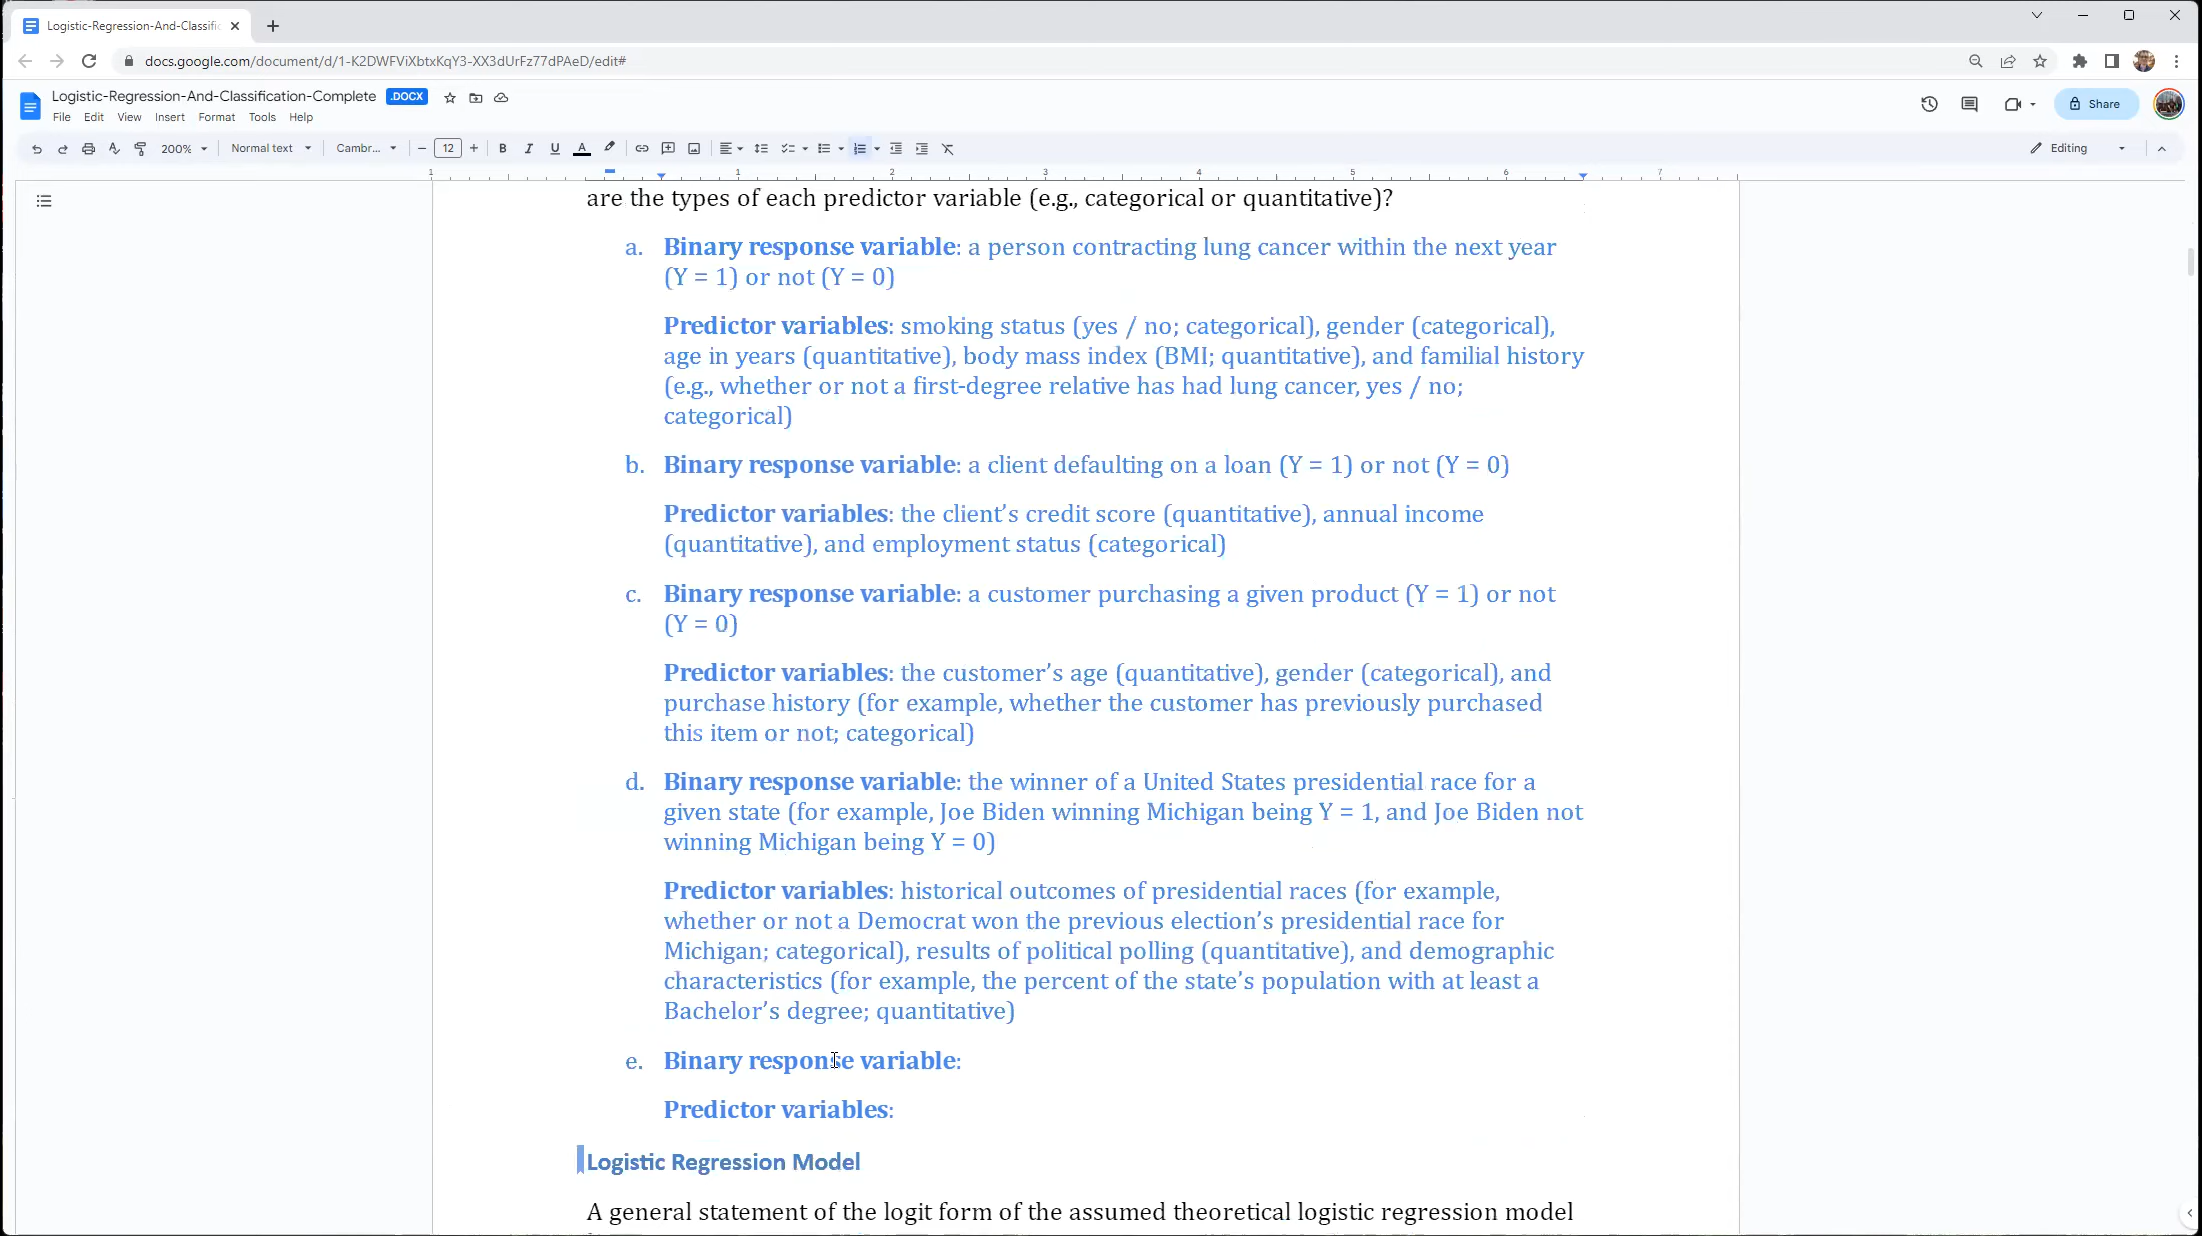 Logistic-Regression-And-Classific
docs.google.com/document/d/1-K2DWFViXbtxKqY3-XX3dUrFz77dPAeD/edit#
Logistic-Regression-And-Classification-Complete .DOCX
Share
File Edit View Insert Format Tools Help
200% Normal text Cambr... 12 B I U A Editing
1 1 2 3 4 5 6 7
are the types of each predictor variable (e.g., categorical or quantitative)?
a. Binary response variable: a person contracting lung cancer within the next year
(Y = 1) or not (Y = 0)
Predictor variables: smoking status (yes / no; categorical), gender (categorical),
age in years (quantitative), body mass index (BMI; quantitative), and familial history
(e.g., whether or not a first-degree relative has had lung cancer, yes / no;
categorical)
b. Binary response variable: a client defaulting on a loan (Y = 1) or not (Y = 0)
Predictor variables: the client's credit score (quantitative), annual income
(quantitative), and employment status (categorical)
c. Binary response variable: a customer purchasing a given product (Y = 1) or not
(Y = 0)
Predictor variables: the customer's age (quantitative), gender (categorical), and
purchase history (for example, whether the customer has previously purchased
this item or not; categorical)
d. Binary response variable: the winner of a United States presidential race for a
given state (for example, Joe Biden winning Michigan being Y = 1, and Joe Biden not
winning Michigan being Y = 0)
Predictor variables: historical outcomes of presidential races (for example,
whether or not a Democrat won the previous election's presidential race for
Michigan; categorical), results of political polling (quantitative), and demographic
characteristics (for example, the percent of the state's population with at least a
Bachelor's degree; quantitative)
e. Binary response variable:
Predictor variables:
Logistic Regression Model
A general statement of the logit form of the assumed theoretical logistic regression model